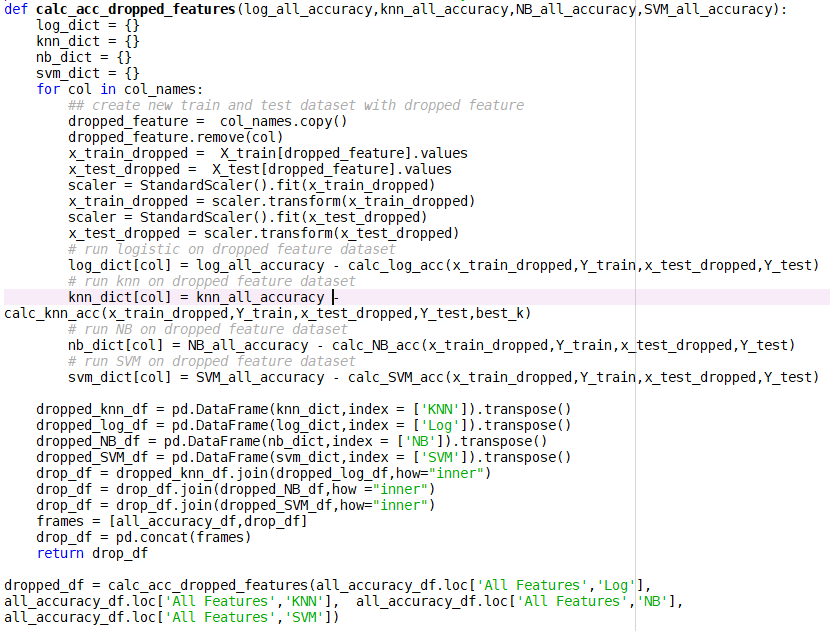 def calc_acc_dropped_features(log_all_accuracy,knn_all_accuracy,NB_all_accuracy,SVM_all_accuracy):
    log_dict = {}
    knn_dict = {}
    nb_dict = {}
    svm_dict = {}
    for col in col_names:
        ## create new train and test dataset with dropped feature
        dropped_feature =  col_names.copy()
        dropped_feature.remove(col)
        x_train_dropped =  X_train[dropped_feature].values
        x_test_dropped =  X_test[dropped_feature].values
        scaler = StandardScaler().fit(x_train_dropped)
        x_train_dropped = scaler.transform(x_train_dropped)
        scaler = StandardScaler().fit(x_test_dropped)
        x_test_dropped = scaler.transform(x_test_dropped)
        # run logistic on dropped feature dataset
        log_dict[col] = log_all_accuracy - calc_log_acc(x_train_dropped,Y_train,x_test_dropped,Y_test)
        # run knn on dropped feature dataset
        knn_dict[col] = knn_all_accuracy -
calc_knn_acc(x_train_dropped,Y_train,x_test_dropped,Y_test,best_k)
        # run NB on dropped feature dataset
        nb_dict[col] = NB_all_accuracy - calc_NB_acc(x_train_dropped,Y_train,x_test_dropped,Y_test)
        # run SVM on dropped feature dataset
        svm_dict[col] = SVM_all_accuracy - calc_SVM_acc(x_train_dropped,Y_train,x_test_dropped,Y_test)

    dropped_knn_df = pd.DataFrame(knn_dict,index = ['KNN']).transpose()
    dropped_log_df = pd.DataFrame(log_dict,index = ['Log']).transpose()
    dropped_NB_df = pd.DataFrame(nb_dict,index = ['NB']).transpose()
    dropped_SVM_df = pd.DataFrame(svm_dict,index = ['SVM']).transpose()
    drop_df = dropped_knn_df.join(dropped_log_df,how="inner")
    drop_df = drop_df.join(dropped_NB_df,how ="inner")
    drop_df = drop_df.join(dropped_SVM_df,how="inner")
    frames = [all_accuracy_df,drop_df]
    drop_df = pd.concat(frames)
    return drop_df

dropped_df = calc_acc_dropped_features(all_accuracy_df.loc['All Features','Log'],
all_accuracy_df.loc['All Features','KNN'],  all_accuracy_df.loc['All Features','NB'],
all_accuracy_df.loc['All Features','SVM'])